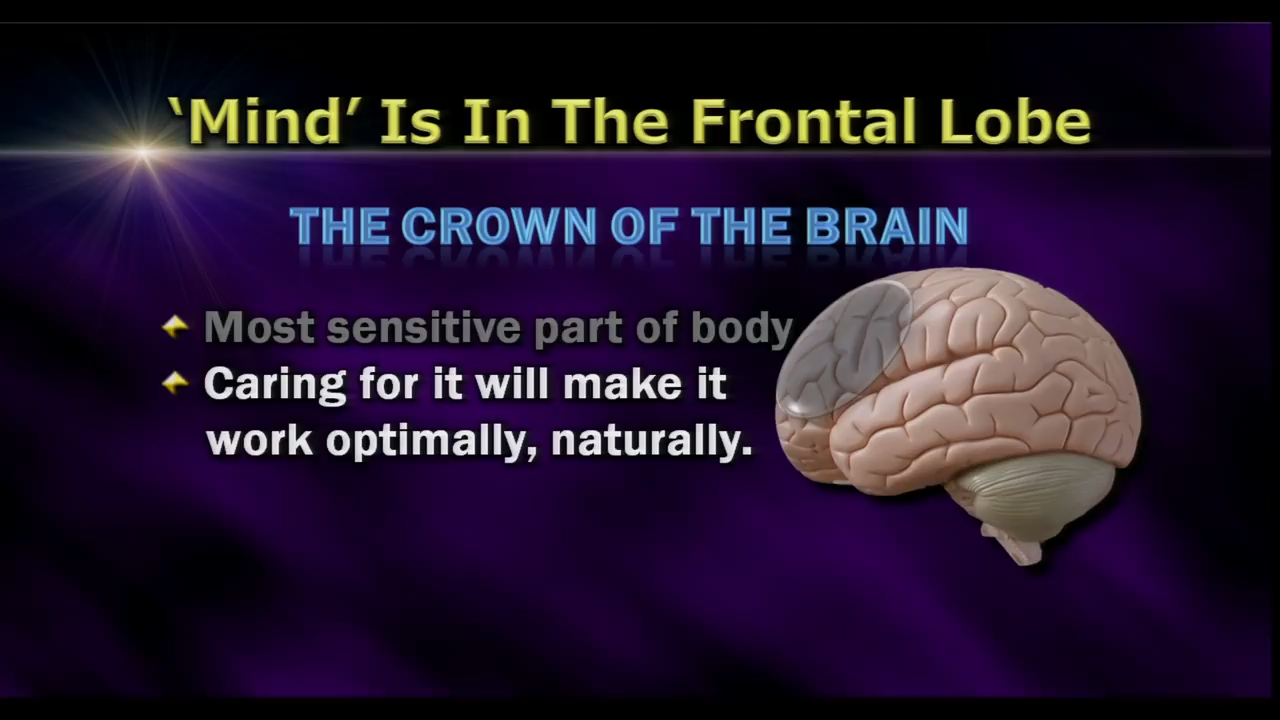 ‘Mind’ Is In The Frontal Lobe
THE CROWN OF THE BRAIN
Most sensitive part of body
Caring for it will make it
work optimally, naturally.